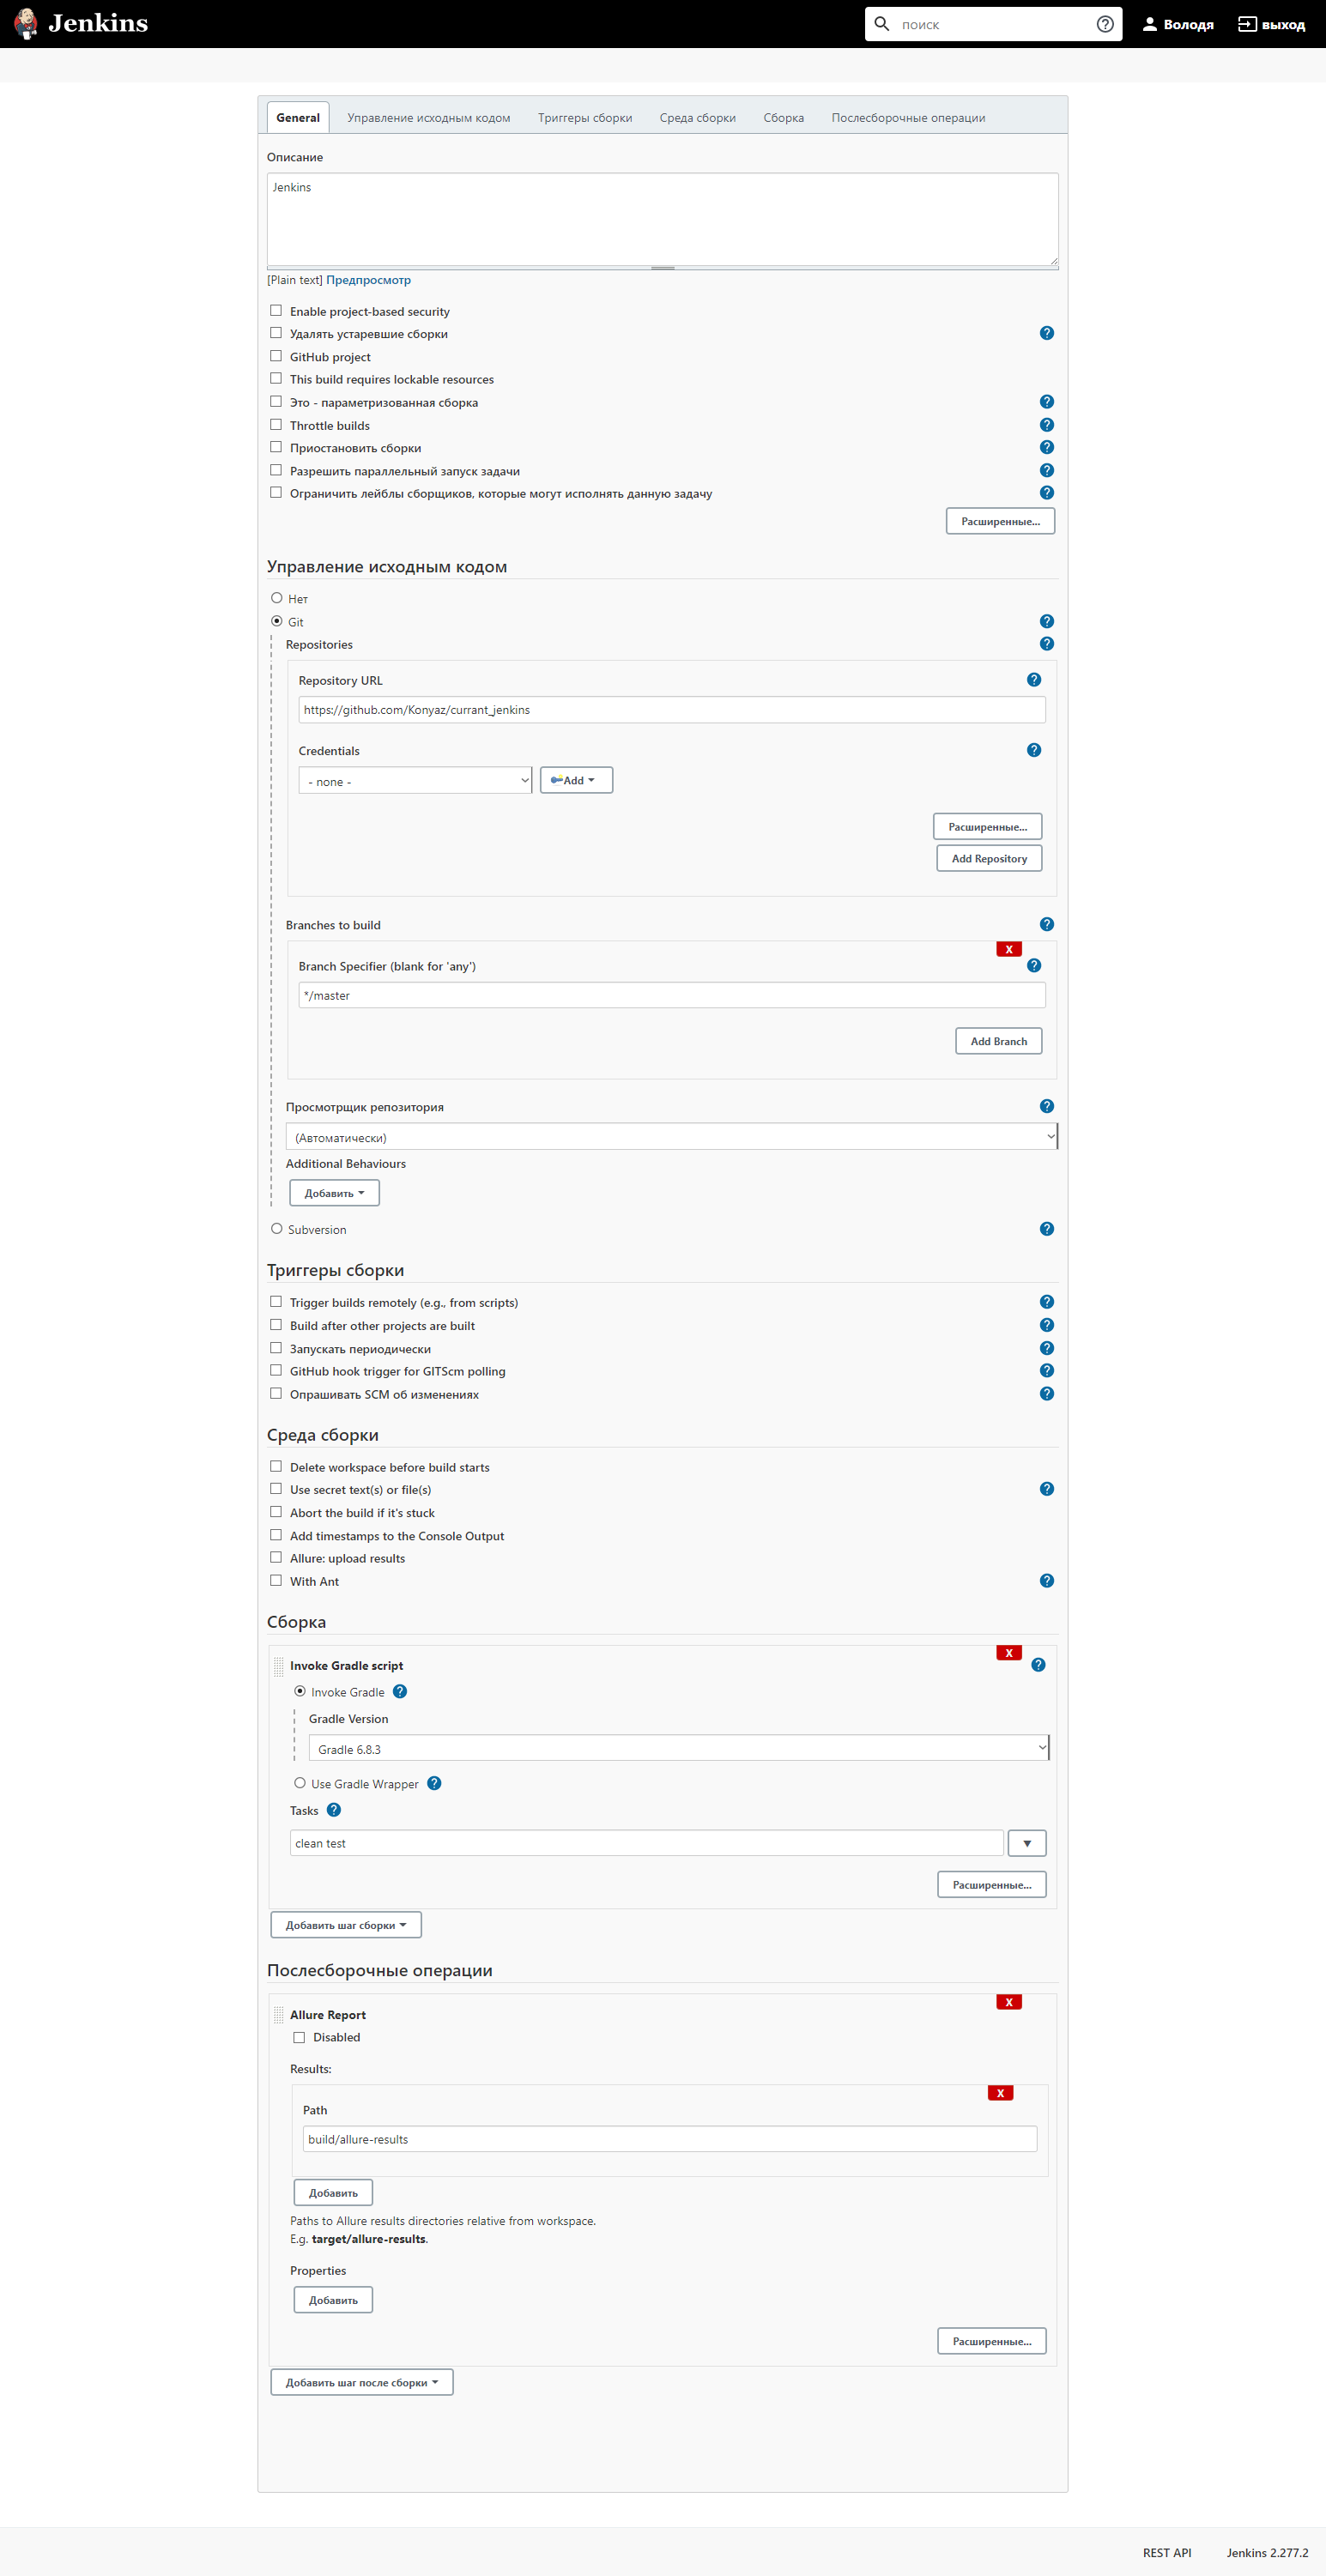 Jenkins
поиск
Володя
выход
General
Управление исходным кодом
Триггеры сборки
Среда сборки
Сборка
Послесборочные операции
Описание
Jenkins
[Plain text] Предпросмотр
Enable project-based security
Удалять устаревшие сборки
GitHub project
This build requires lockable resources
Это - параметризованная сборка
Throttle builds
Приостановить сборки
Разрешить параллельный запуск задачи
Ограничить лейблы сборщиков, которые могут исполнять данную задачу
Расширенные...
Управление исходным кодом
Нет
Git
Repositories
Repository URL
https://github.com/Konyaz/currant_jenkins
Credentials
- none -
Add
Расширенные...
Add Repository
Branches to build
X
Branch Specifier (blank for 'any')
*/master
Add Branch
Просмотрщик репозитория
(Автоматически)
Additional Behaviours
Добавить
Subversion
Триггеры сборки
Trigger builds remotely (e.g., from scripts)
Build after other projects are built
Запускать периодически
GitHub hook trigger for GITScm polling
Опрашивать SCM об изменениях
Среда сборки
Delete workspace before build starts
Use secret text(s) or file(s)
Abort the build if it's stuck
Add timestamps to the Console Output
Allure: upload results
With Ant
Сборка
X
Invoke Gradle script
Invoke Gradle
Gradle Version
Gradle 6.8.3
Use Gradle Wrapper
Tasks
clean test
Расширенные...
Добавить шаг сборки
Послесборочные операции
X
Allure Report
Disabled
Results:
X
Path
build/allure-results
Добавить
Paths to Allure results directories relative from workspace.
E.g. target/allure-results.
Properties
Добавить
Расширенные...
Добавить шаг после сборки
REST API
Jenkins 2.277.2